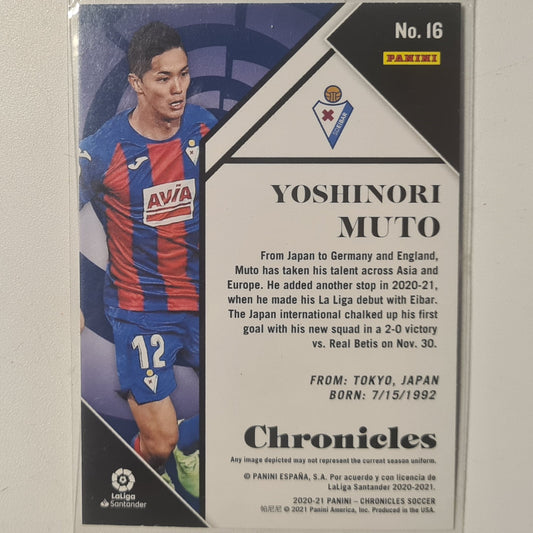 No. 16
PANINI
S.D. EIBAR
YOSHINORI
MUTO
From Japan to Germany and England,
Muto has taken his talent across Asia and
Europe. He added another stop in 2020-21,
when he made his La Liga debut with Eibar.
The Japan international chalked up his first
goal with his new squad in a 2-0 victory
vs. Real Betis on Nov. 30.
FROM: TOKYO, JAPAN
BORN: 7/15/1992
Chronicles
Any image depicted may not represent the current season uniform.
© PANINI ESPAÑA, S.A. Por acuerdo y con licencia de
LaLiga Santander 2020-2021.
2020-21 PANINI – CHRONICLES SOCCER
帕尼尼 © 2021 Panini America, Inc. Produced in the USA.
AVIA
12
LaLiga
Santander